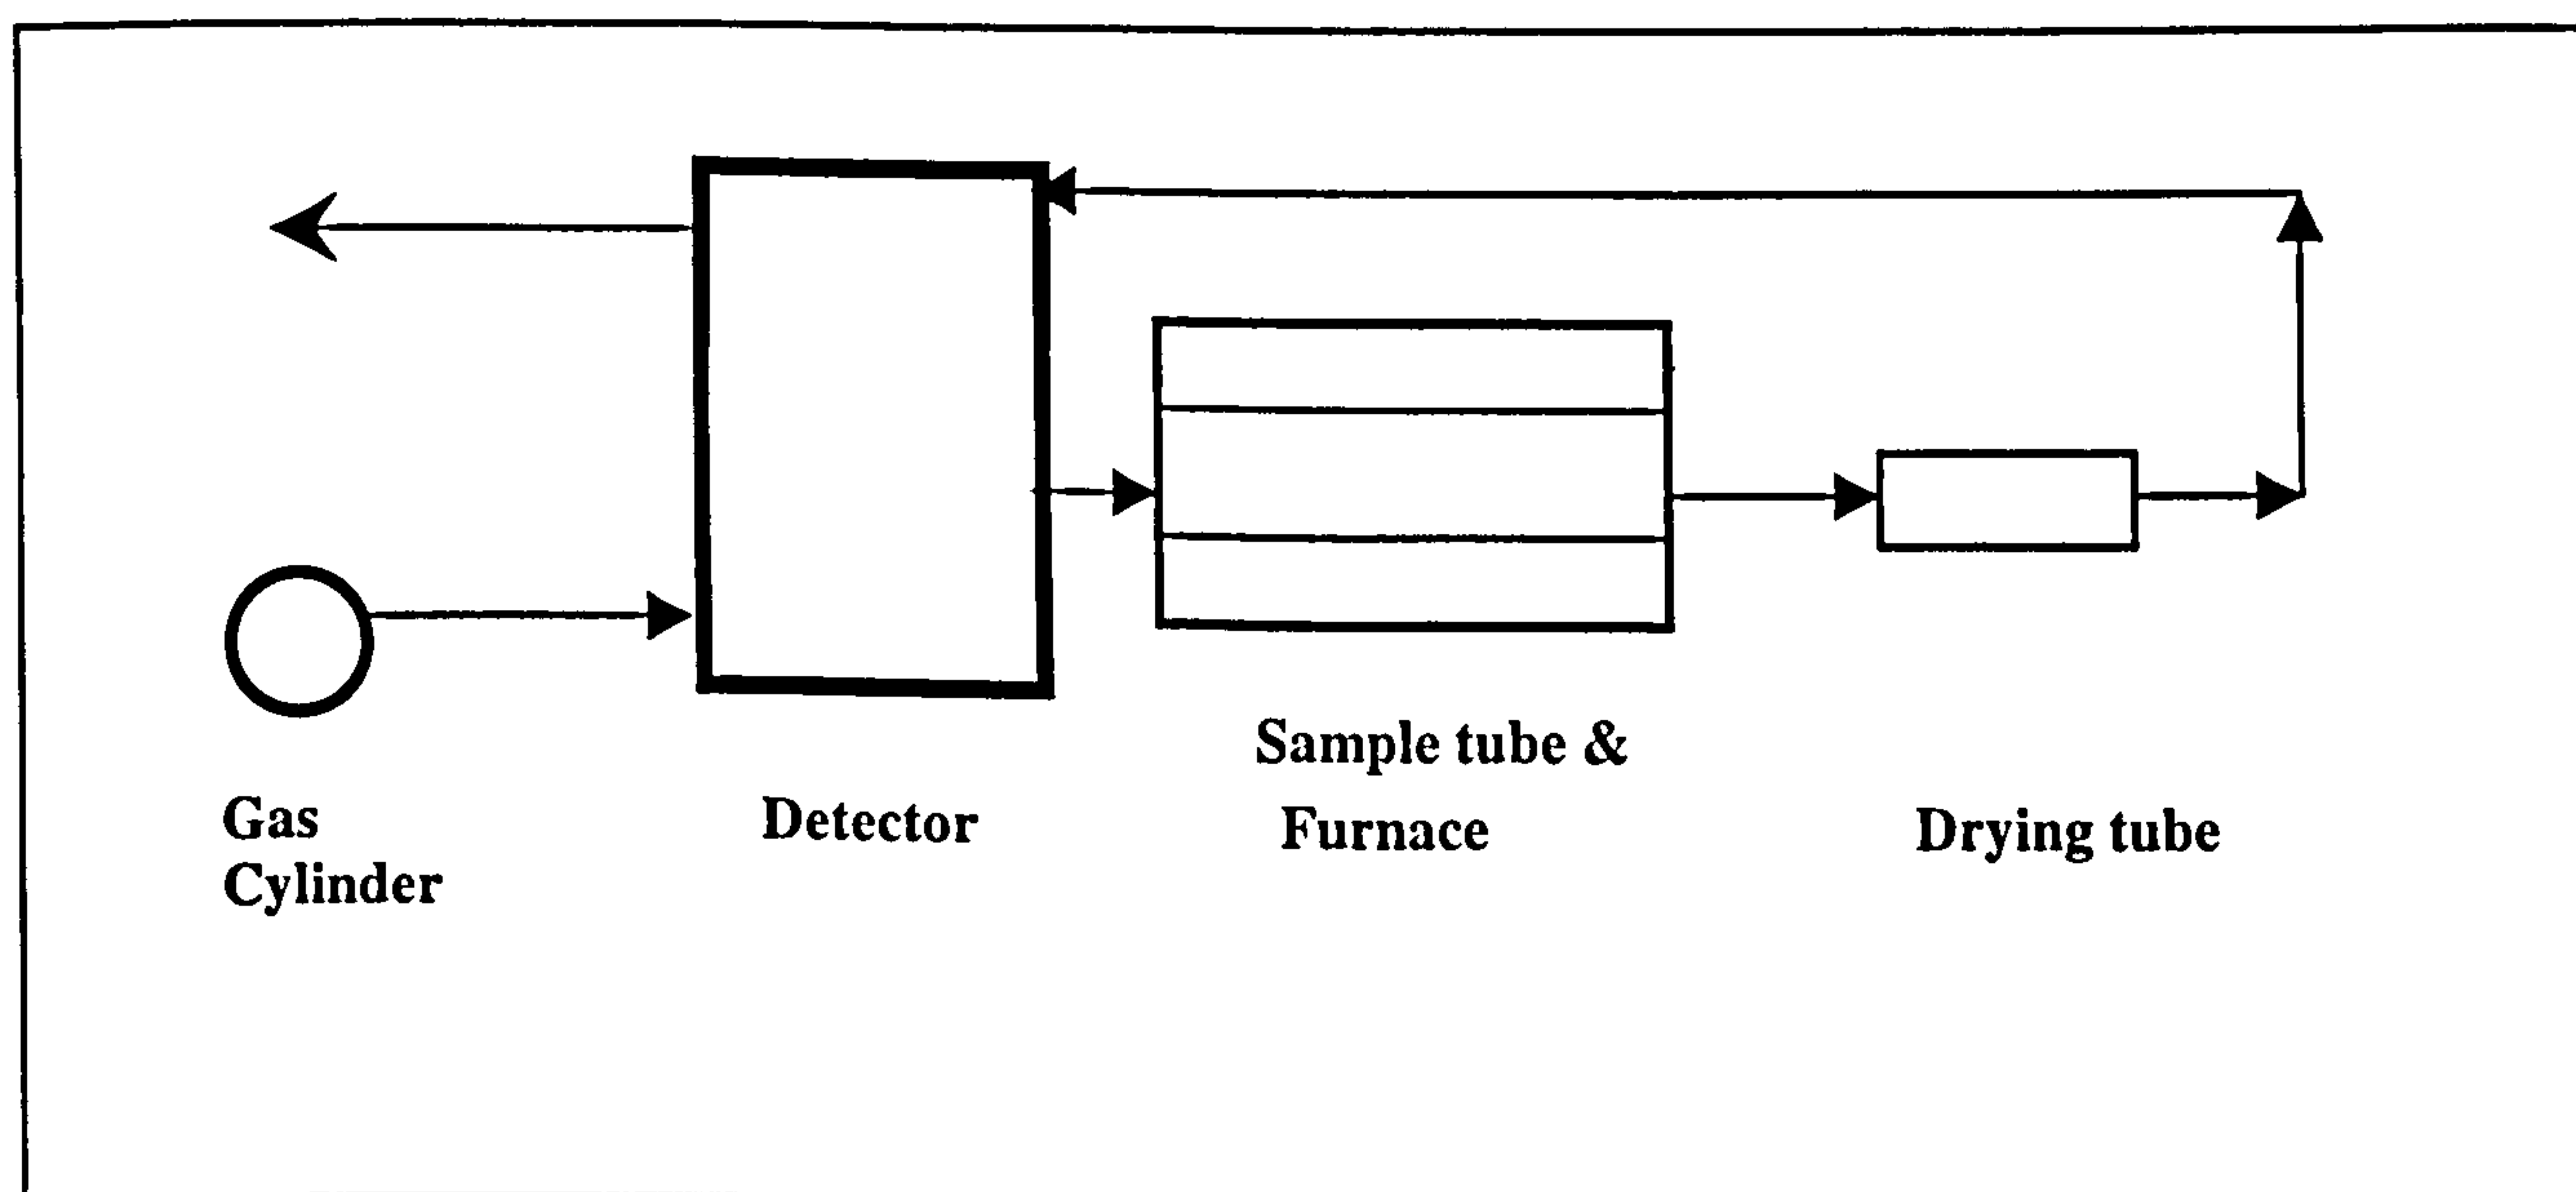 Gas
Cylinder
Detector
Sample tube &
Furnace
Drying tube